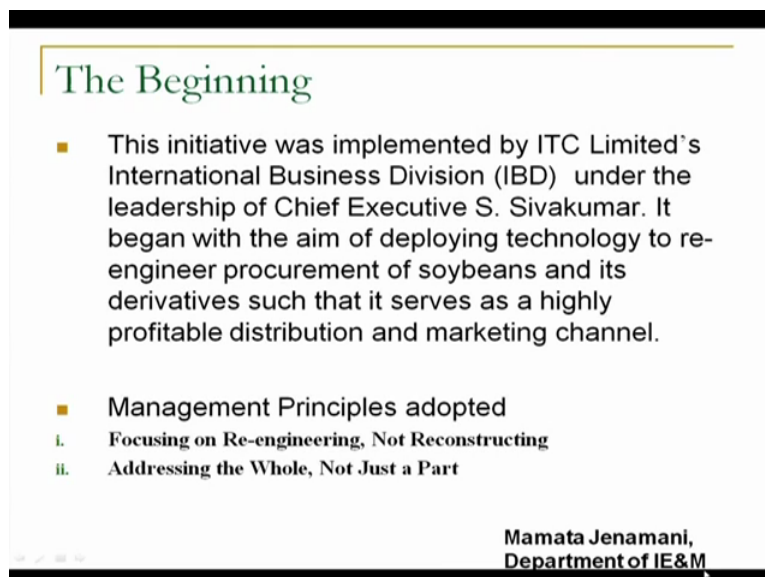 The Beginning
This initiative was implemented by ITC Limited's
International Business Division (IBD) under the
leadership of Chief Executive S. Sivakumar. It
began with the aim of deploying technology to re-
engineer procurement of soybeans and its
derivatives such that it serves as a highly
profitable distribution and marketing channel.
Management Principles adopted
i. Focusing on Re-engineering, Not Reconstructing
ii. Addressing the Whole, Not Just a Part
Mamata Jenamani,
Department of IE&M